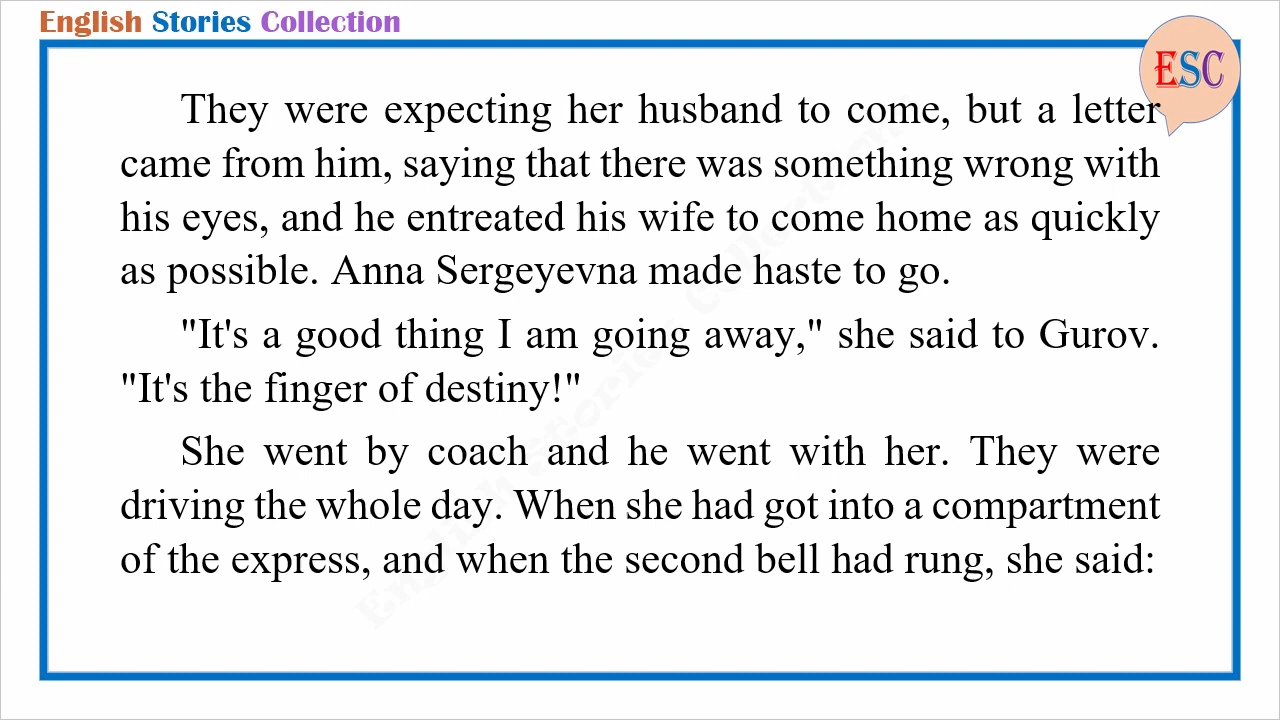 English Stories Collection
ESC
They were expecting her husband to come, but a letter
came from him, saying that there was something wrong with
his eyes, and he entreated his wife to come home as quickly
as possible. Anna Sergeyevna made haste to go.
"It's a good thing I am going away," she said to Gurov.
"It's the finger of destiny!"
She went by coach and he went with her. They were
driving the whole day. When she had got into a compartment
of the express, and when the second bell had rung, she said:
English Stories Collection